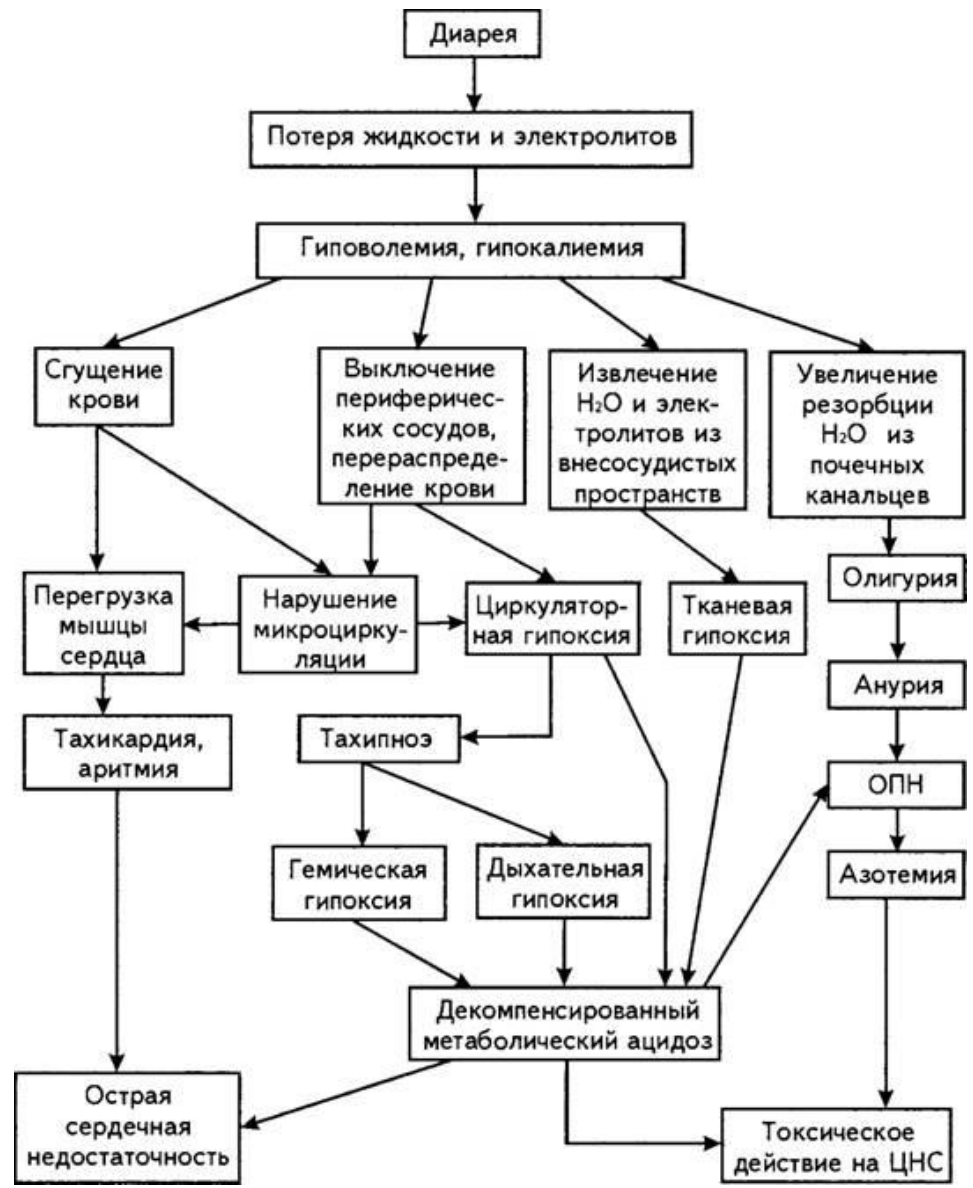 Диарея
Потеря жидкости и электролитов
Гиповолемия, гипокалиемия
Сгущение
крови
Выключение
периферичес-
ких сосудов,
перераспреде-
ление крови
Извлечение
H₂O и элек-
тролитов из
внесосудистых
пространств
Увеличение
резорбции
H₂O из
почечных
канальцев
Перегрузка
мышцы
сердца
Нарушение
микроцирку-
ляции
Циркулятор-
ная гипоксия
Тканевая
гипоксия
Олигурия
Анурия
Тахикардия,
аритмия
Тахипноэ
ОПН
Гемическая
гипоксия
Дыхательная
гипоксия
Азотемия
Декомпенсированный
метаболический ацидоз
Острая
сердечная
недостаточность
Токсическое
действие на ЦНС